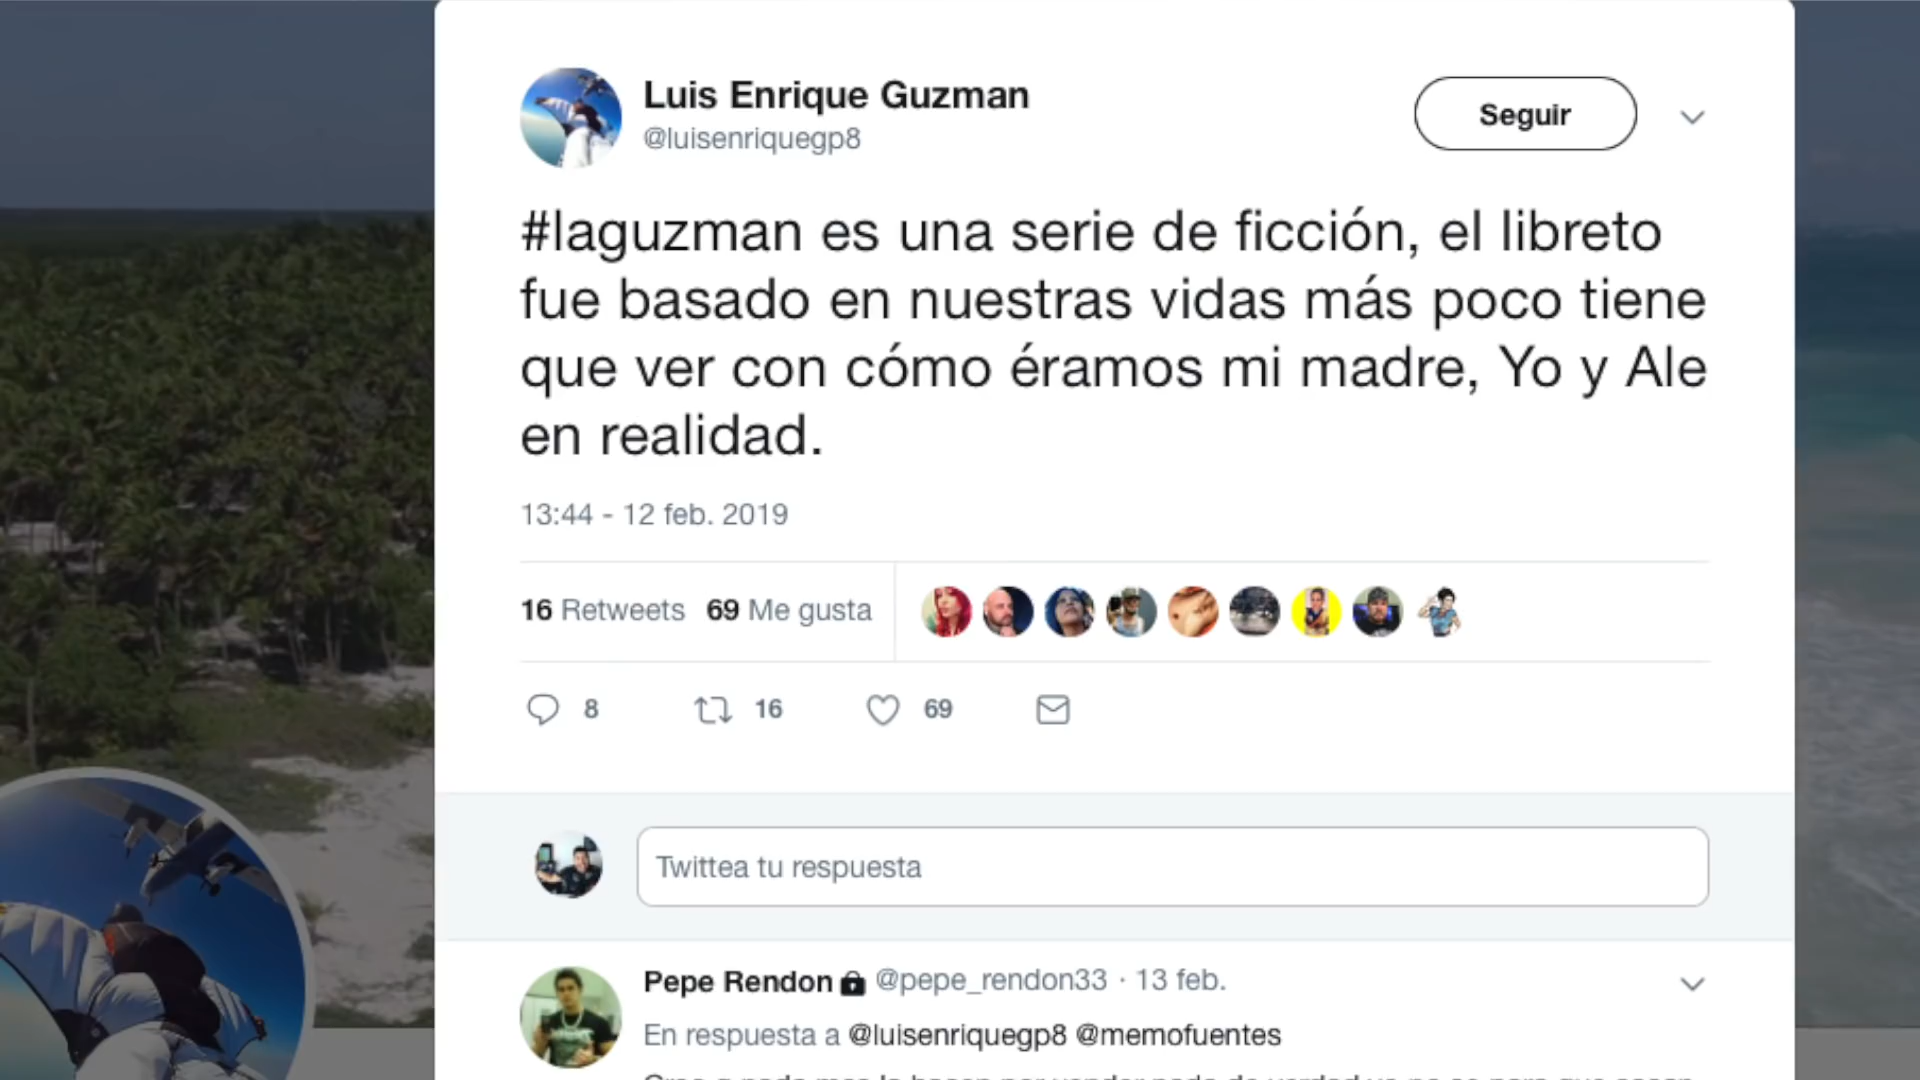 Luis Enrique Guzman
@luisenriquegp8
Seguir
#laguzman es una serie de ficción, el libreto
fue basado en nuestras vidas más poco tiene
que ver con cómo éramos mi madre, Yo y Ale
en realidad.
13:44 - 12 feb. 2019
16 Retweets 69 Me gusta
8 16 69
Twittea tu respuesta
Pepe Rendon @pepe_rendon33 · 13 feb.
En respuesta a @luisenriquegp8 @memofuentes